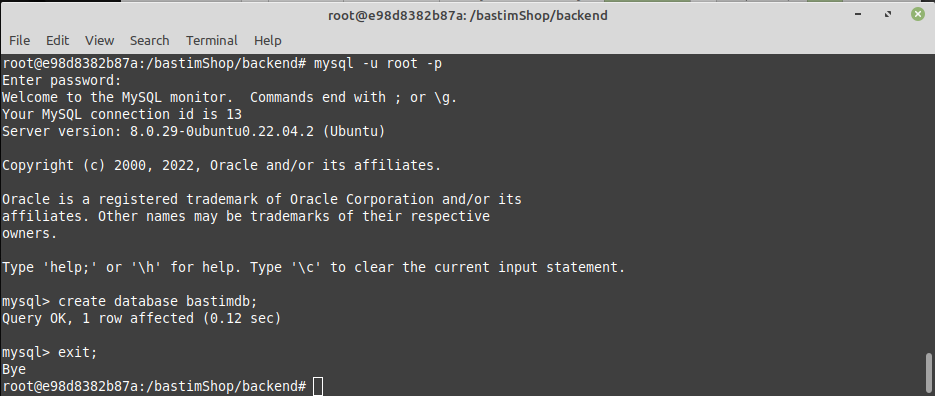 root@e98d8382b87a: /bastimShop/backend
File Edit View Search Terminal Help
root@e98d8382b87a:/bastimShop/backend# mysql -u root -p
Enter password:
Welcome to the MySQL monitor.  Commands end with ; or \g.
Your MySQL connection id is 13
Server version: 8.0.29-0ubuntu0.22.04.2 (Ubuntu)
Copyright (c) 2000, 2022, Oracle and/or its affiliates.
Oracle is a registered trademark of Oracle Corporation and/or its
affiliates. Other names may be trademarks of their respective
owners.
Type 'help;' or '\h' for help. Type '\c' to clear the current input statement.
mysql> create database bastimdb;
Query OK, 1 row affected (0.12 sec)
mysql> exit;
Bye
root@e98d8382b87a:/bastimShop/backend#